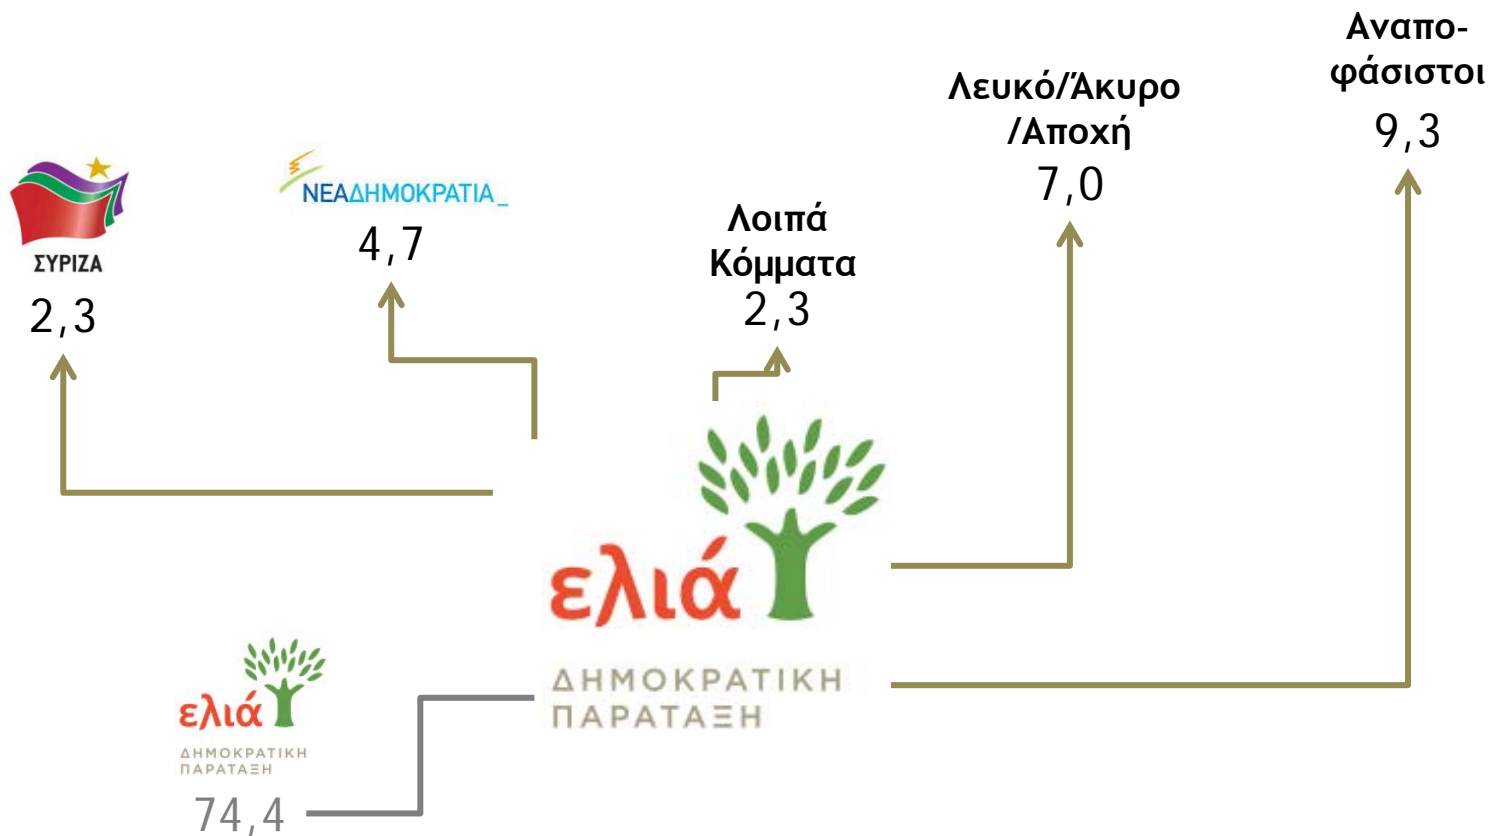 Αναπο-
φάσιστοι
9,3
Λευκό/Άκυρο
/Αποχή
7,0
ΝΕΑΔΗΜΟΚΡΑΤΙΑ_
4,7
Λοιπά
Κόμματα
2,3
ΣΥΡΙΖΑ
2,3
ελιά
ΔΗΜΟΚΡΑΤΙΚΗ
ΠΑΡΑΤΑΞΗ
ελιά
ΔΗΜΟΚΡΑΤΙΚΗ
ΠΑΡΑΤΑΞΗ
74,4